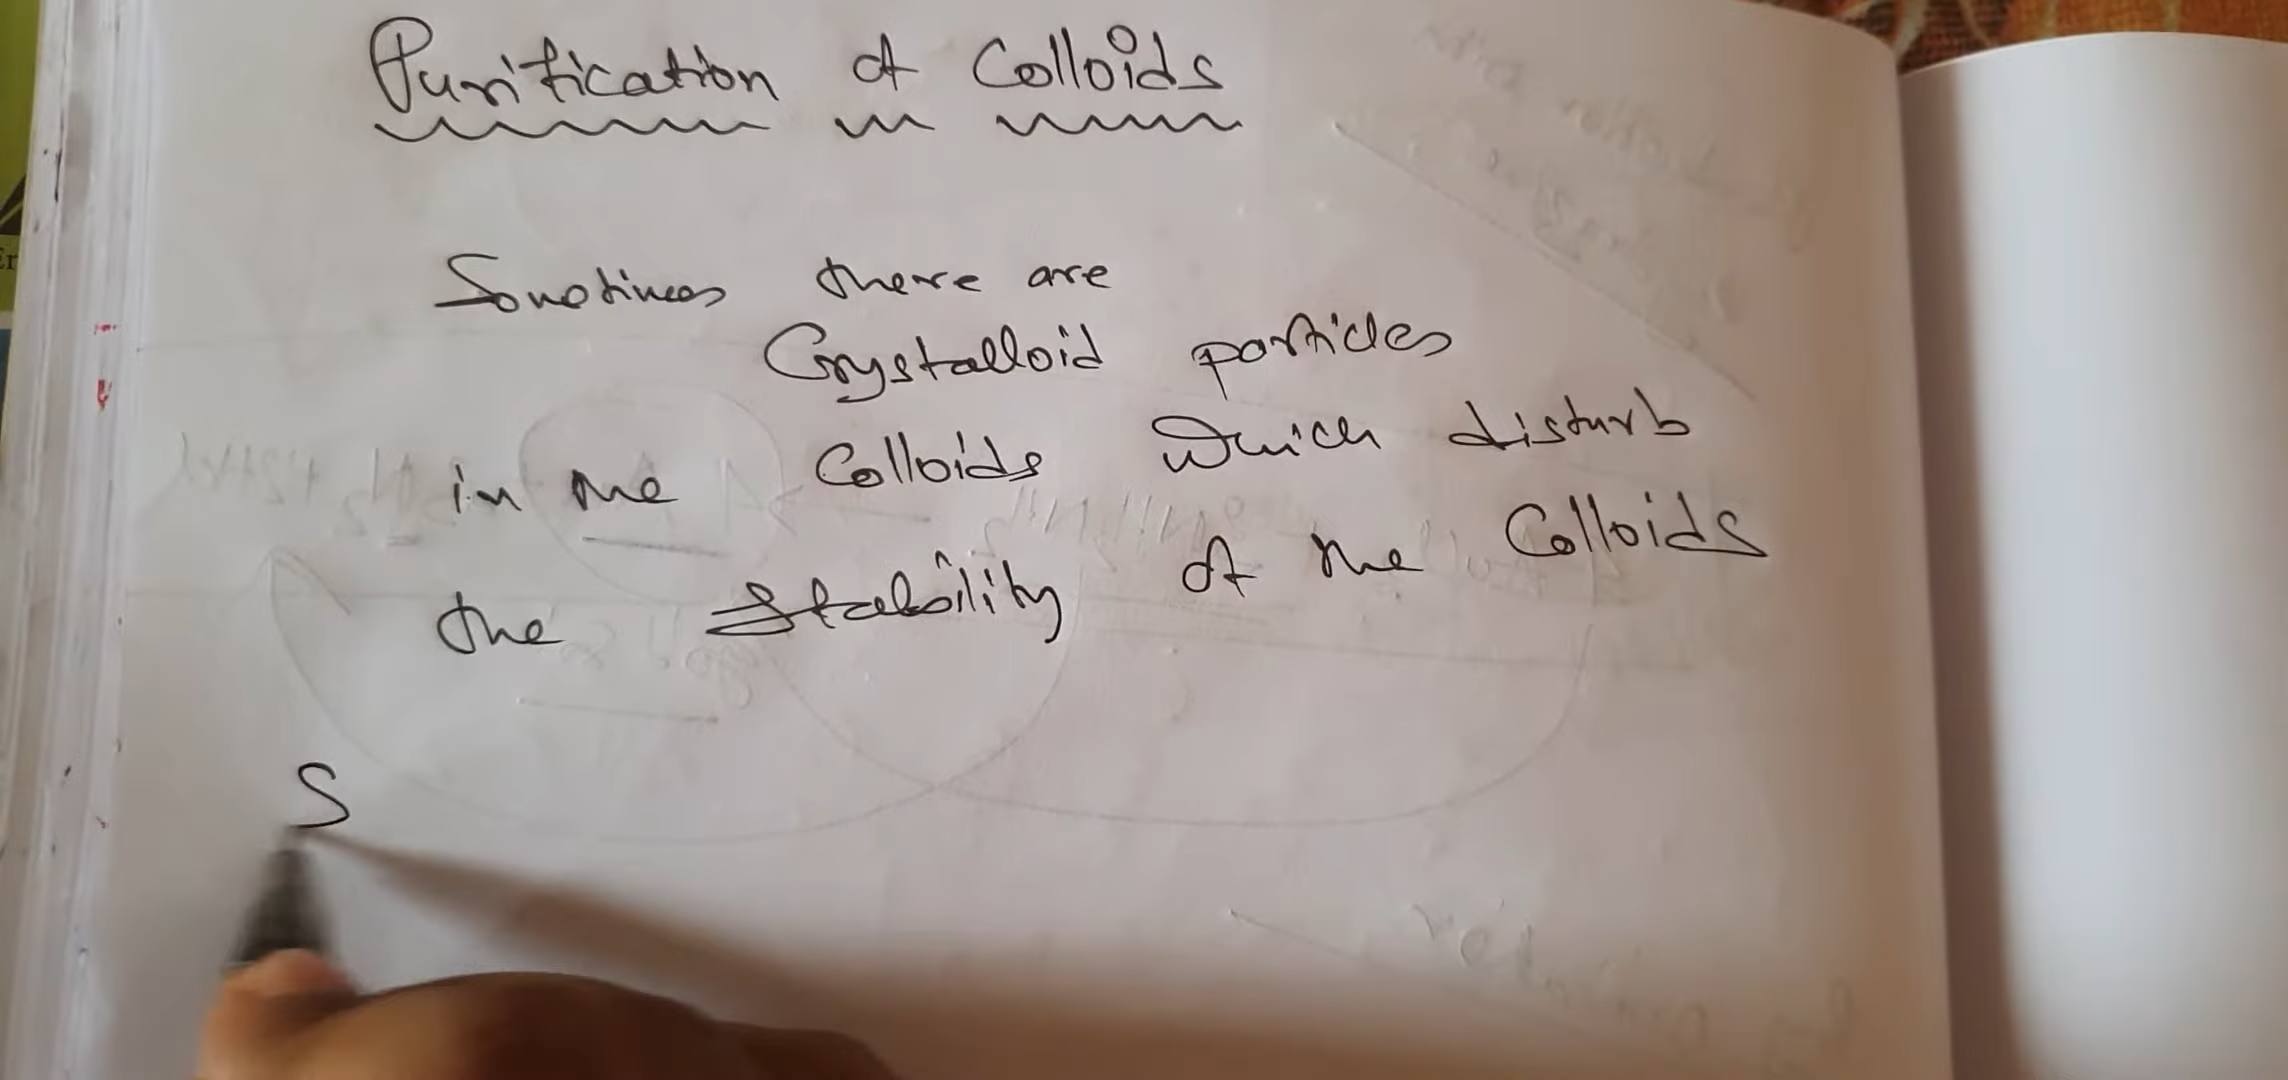 Purification of Colloids
Sometimes there are
Crystalloid particles
in the Colloids which disturb
the stability of the Colloids
S